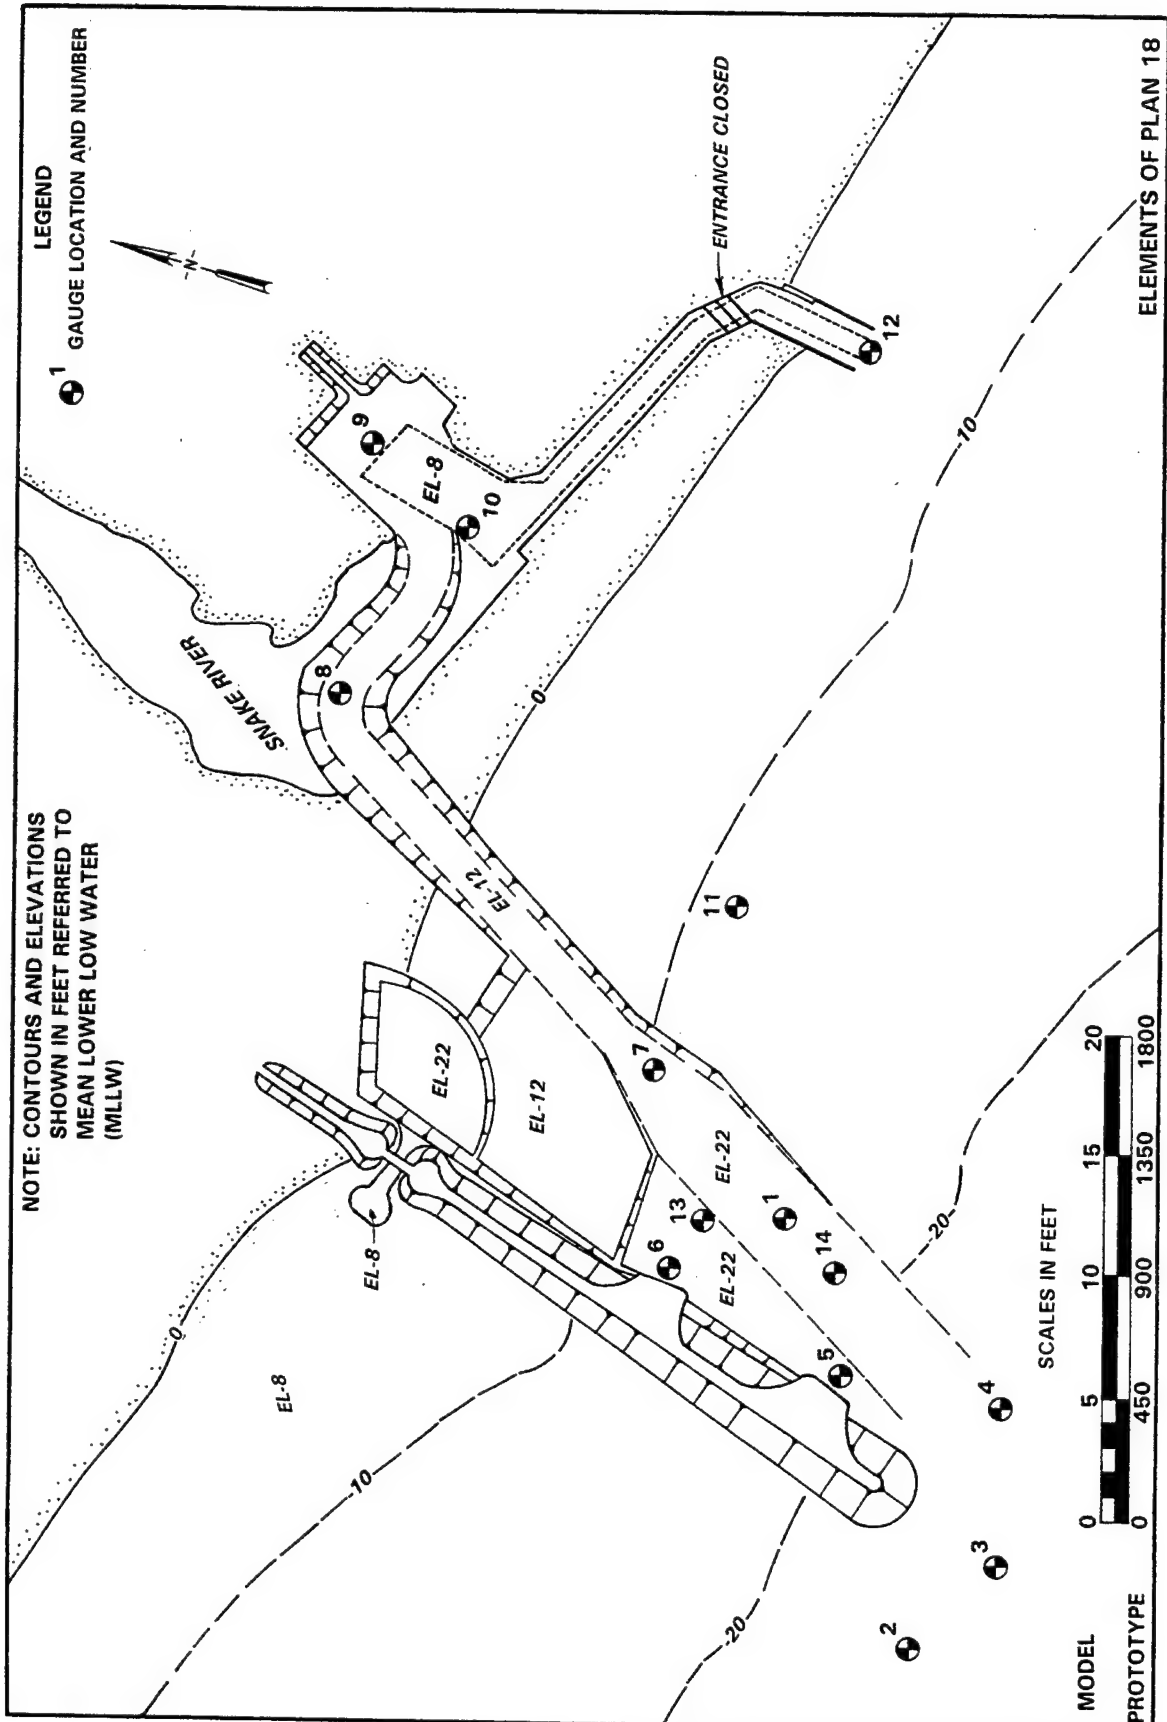 NOTE: CONTOURS AND ELEVATIONS
SHOWN IN FEET REFERRED TO
MEAN LOWER LOW WATER
(MLLW)
LEGEND
1
GAUGE LOCATION AND NUMBER
N
SNAKE RIVER
0
EL-8
-10
-20
EL-8
EL-22
EL-12
EL-12
EL-22
EL-22
EL-8
0
-10
-20
ENTRANCE CLOSED
2
3
4
5
6
13
14
1
7
8
9
10
11
12
SCALES IN FEET
MODEL
0 5 10 15 20
PROTOTYPE
0 450 900 1350 1800
ELEMENTS OF PLAN 18